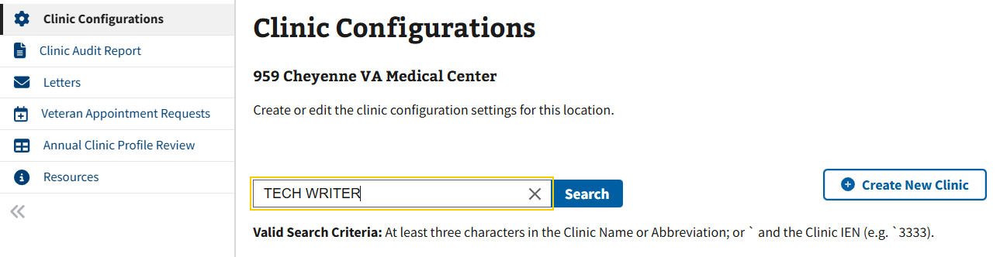 Clinic Configurations
Clinic Audit Report
Letters
Veteran Appointment Requests
Annual Clinic Profile Review
Resources
Clinic Configurations
959 Cheyenne VA Medical Center
Create or edit the clinic configuration settings for this location.
TECH WRITER
Search
Create New Clinic
Valid Search Criteria: At least three characters in the Clinic Name or Abbreviation; or ` and the Clinic IEN (e.g. `3333).